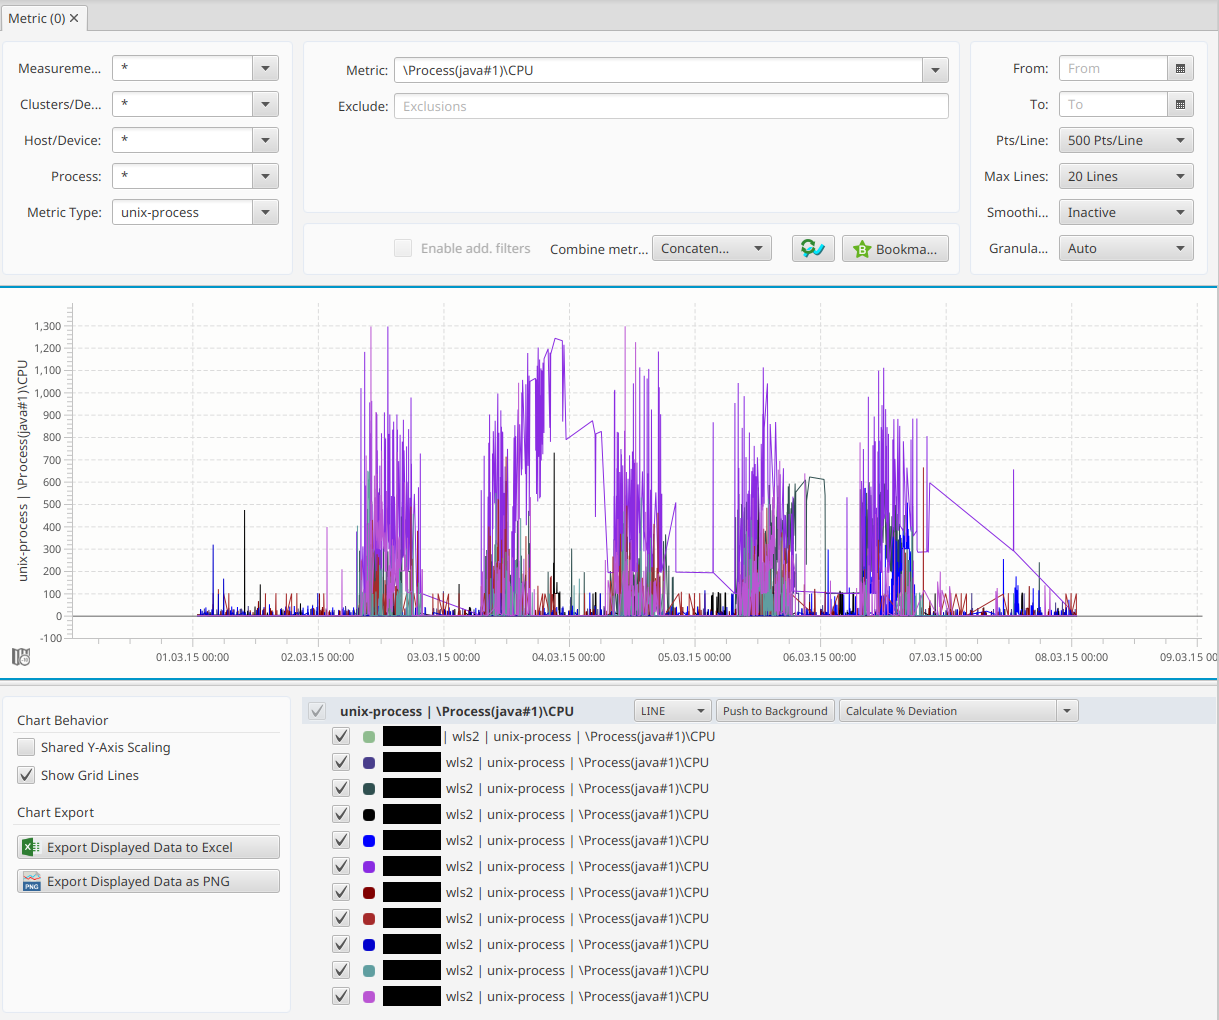 Metric (0) ✕
Measureme... *
Clusters/De... *
Host/Device: *
Process: *
Metric Type: unix-process
Metric: \Process(java#1)\CPU
Exclude: Exclusions
Enable add. filters Combine metr... Concaten... Bookma...
From: From
To: To
Pts/Line: 500 Pts/Line
Max Lines: 20 Lines
Smoothi... Inactive
Granula... Auto
unix-process | \Process(java#1)\CPU
1,300
1,200
1,100
1,000
900
800
700
600
500
400
300
200
100
0
-100
01.03.15 00:00 02.03.15 00:00 03.03.15 00:00 04.03.15 00:00 05.03.15 00:00 06.03.15 00:00 07.03.15 00:00 08.03.15 00:00 09.03.15 00:0
Chart Behavior
Shared Y-Axis Scaling
Show Grid Lines
Chart Export
Export Displayed Data to Excel
PNG Export Displayed Data as PNG
unix-process | \Process(java#1)\CPU LINE Push to Background Calculate % Deviation
| wls2 | unix-process | \Process(java#1)\CPU
wls2 | unix-process | \Process(java#1)\CPU
wls2 | unix-process | \Process(java#1)\CPU
wls2 | unix-process | \Process(java#1)\CPU
wls2 | unix-process | \Process(java#1)\CPU
wls2 | unix-process | \Process(java#1)\CPU
wls2 | unix-process | \Process(java#1)\CPU
wls2 | unix-process | \Process(java#1)\CPU
wls2 | unix-process | \Process(java#1)\CPU
wls2 | unix-process | \Process(java#1)\CPU
wls2 | unix-process | \Process(java#1)\CPU